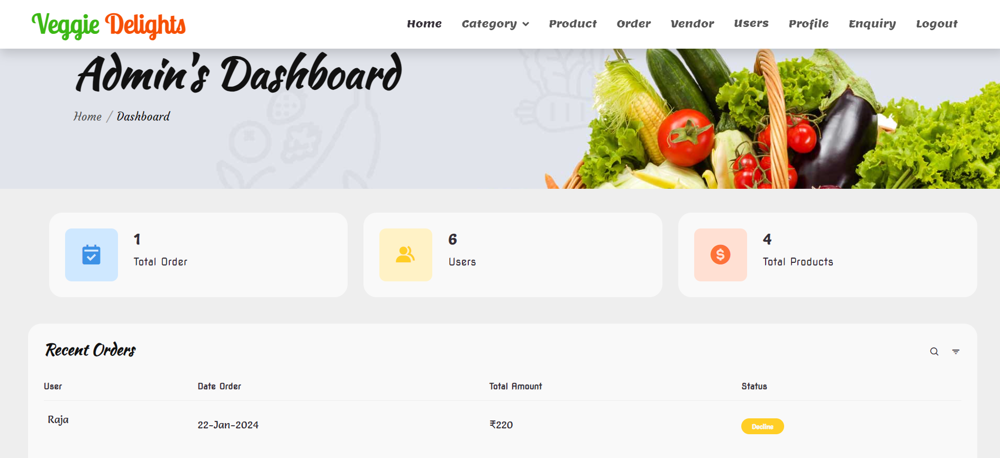 Veggie Delights
Home Category Product Order Vendor Users Profile Enquiry Logout
Admin's Dashboard
Home / Dashboard
1
Total Order
6
Users
4
Total Products
Recent Orders
User Date Order Total Amount Status
Raja 22-Jan-2024 ₹220 Decline